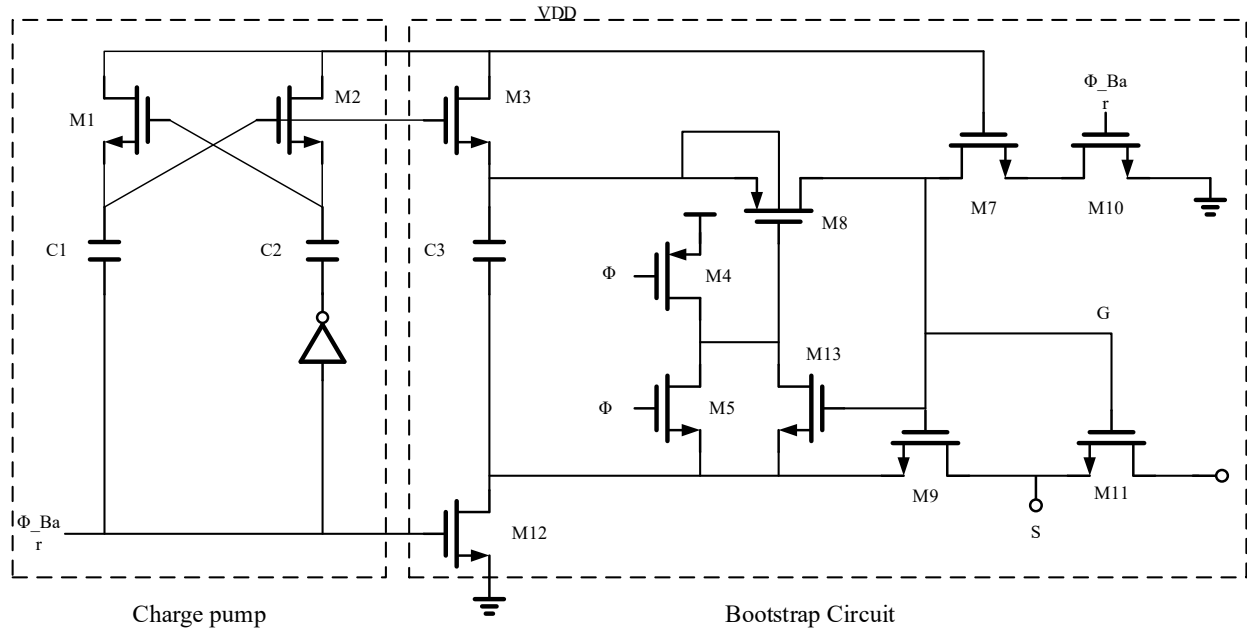 VDD
M1
M2
M3
Φ_Ba
r
M7
M10
M8
C1
C2
C3
Φ
M4
G
M13
Φ
M5
M9
M11
S
Φ_Ba
r
M12
Charge pump
Bootstrap Circuit